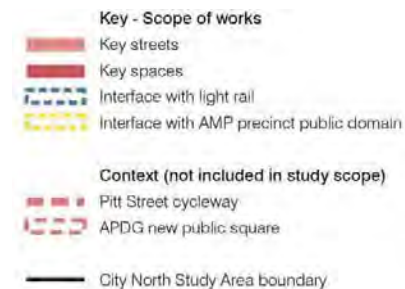 Key - Scope of works
Key streets
Key spaces
Interface with light rail
Interface with AMP precinct public domain
Context (not included in study scope)
Pitt Street cycleway
APDG new public square
City North Study Area boundary